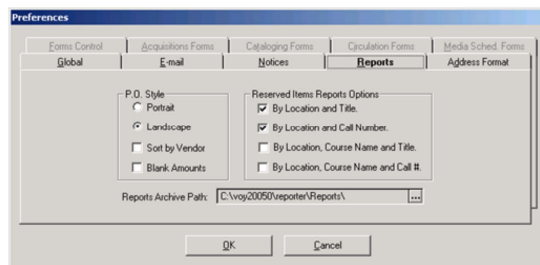 Preferences
Forms Control Acquisitions Forms Cataloging Forms Circulation Forms Media Sched. Forms
Global E-mail Notices Reports Address Format
P.O. Style
Portrait
Landscape
Sort by Vendor
Blank Amounts
Reserved Items Reports Options
By Location and Title.
By Location and Call Number.
By Location, Course Name and Title.
By Location, Course Name and Call #.
Reports Archive Path: C:\voy20050\reporter\Reports\ ...
OK Cancel